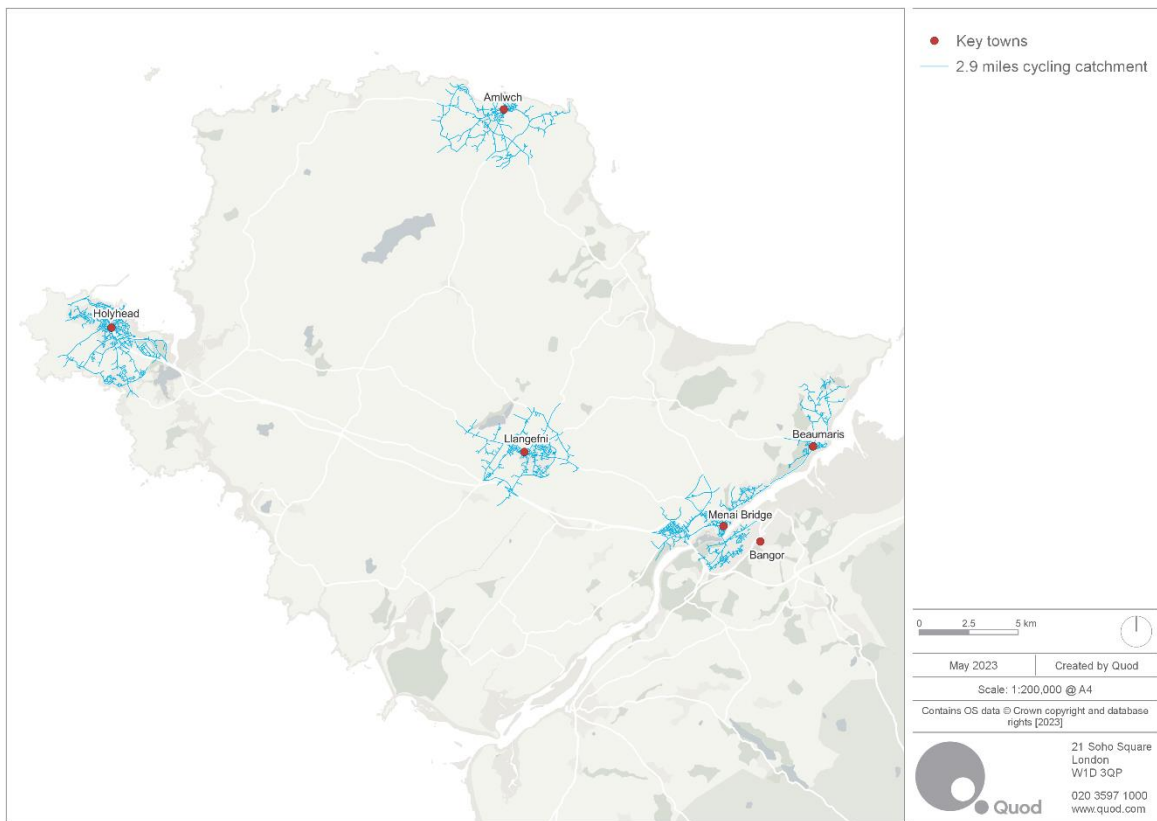 Amlwch
Holyhead
Llangefni
Beaumaris
Menai Bridge
Bangor
Key towns
2.9 miles cycling catchment
0 2.5 5 km
May 2023
Created by Quod
Scale: 1:200,000 @ A4
Contains OS data © Crown copyright and database
rights [2023]
Quod
21 Soho Square
London
W1D 3QP
020 3597 1000
www.quod.com